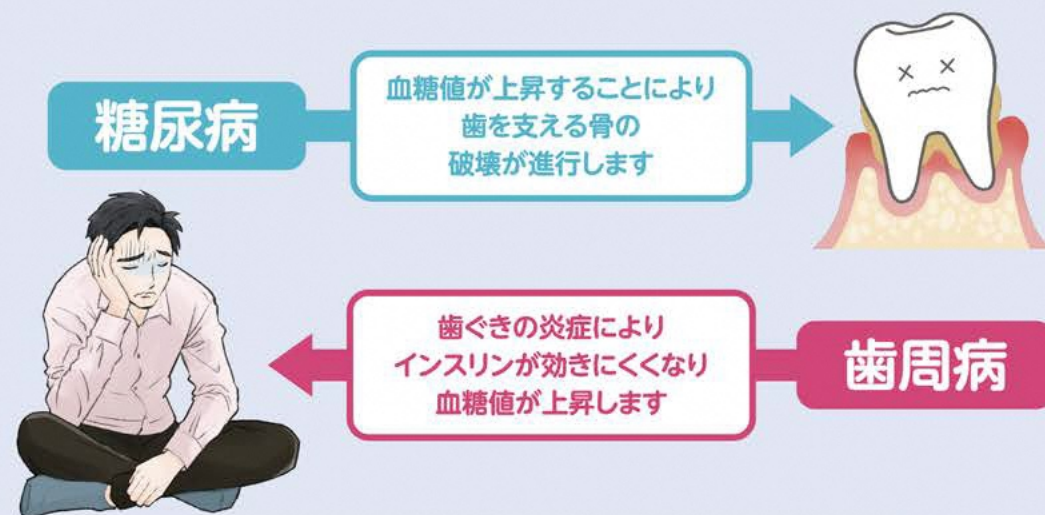 糖尿病
血糖値が上昇することにより
歯を支える骨の
破壊が進行します
歯ぐきの炎症により
インスリンが効きにくくなり
血糖値が上昇します
歯周病